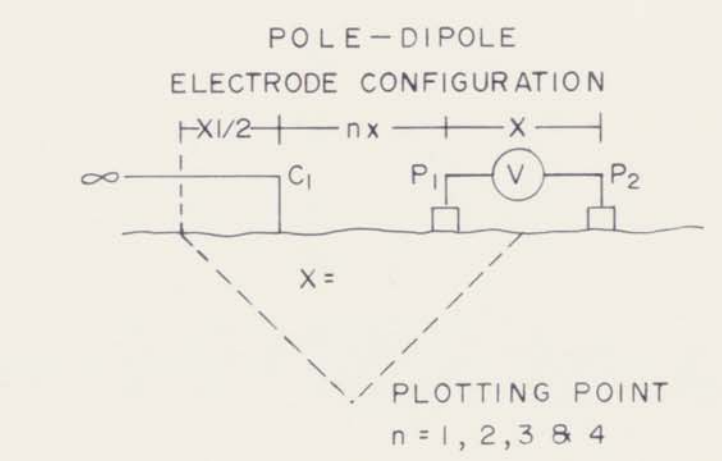 POLE-DIPOLE
ELECTRODE CONFIGURATION
X1/2 nx X
∞ C₁ P₁ V P₂
X=
PLOTTING POINT
n = 1, 2, 3 & 4